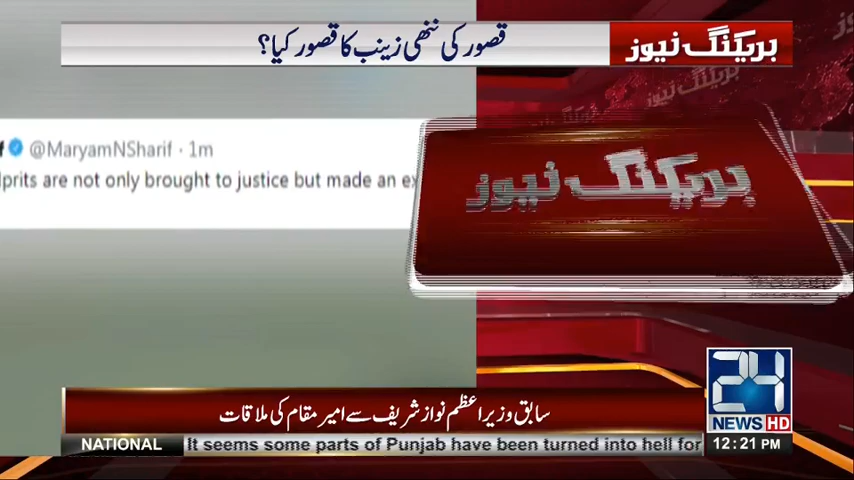 قصور کی ننھی زینب کا قصور کیا؟
بریکنگ نیوز
@MaryamNSharif · 1m
are not only brought to justice but made an
بریکنگ نیوز
سابق وزیراعظم نواز شریف سے امیر مقام کی ملاقات
24
NEWS HD
NATIONAL
It seems some parts of Punjab have been turned into hell for
12:21 PM